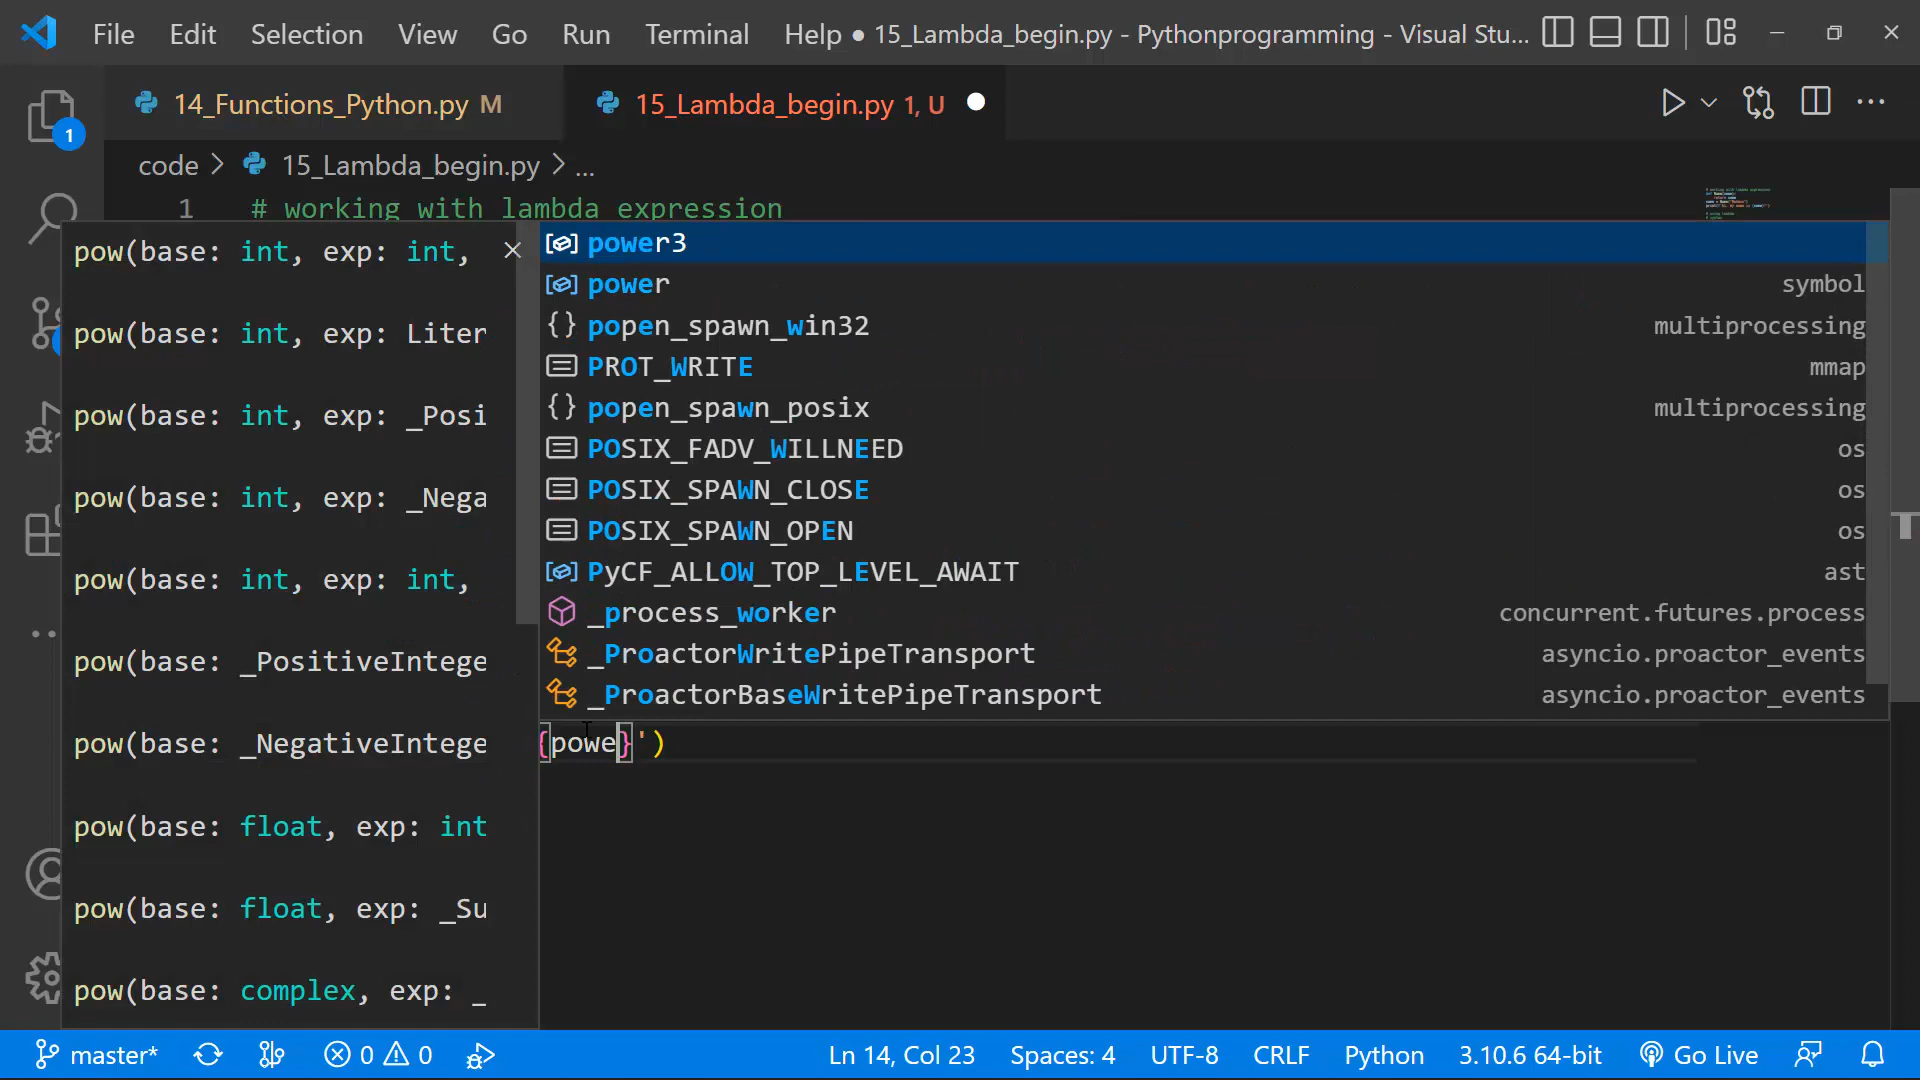 File Edit Selection View Go Run Terminal Help ● 15_Lambda_begin.py - Pythonprogramming - Visual Stu...
14_Functions_Python.py M
15_Lambda_begin.py 1, U
code > 15_Lambda_begin.py > ...
1 # working with lambda expression
1
pow(base: int, exp: int,
pow(base: int, exp: Liter
pow(base: int, exp: _Posi
pow(base: int, exp: _Nega
pow(base: int, exp: int,
pow(base: _PositiveIntege
pow(base: _NegativeIntege
pow(base: float, exp: int
pow(base: float, exp: _Su
pow(base: complex, exp: _
power3
power symbol
popen_spawn_win32 multiprocessing
PROT_WRITE mmap
popen_spawn_posix multiprocessing
POSIX_FADV_WILLNEED os
POSIX_SPAWN_CLOSE os
POSIX_SPAWN_OPEN os
PyCF_ALLOW_TOP_LEVEL_AWAIT ast
_process_worker concurrent.futures.process
_ProactorWritePipeTransport asyncio.proactor_events
_ProactorBaseWritePipeTransport asyncio.proactor_events
{powe}')
master* 0 0 Ln 14, Col 23 Spaces: 4 UTF-8 CRLF Python 3.10.6 64-bit Go Live